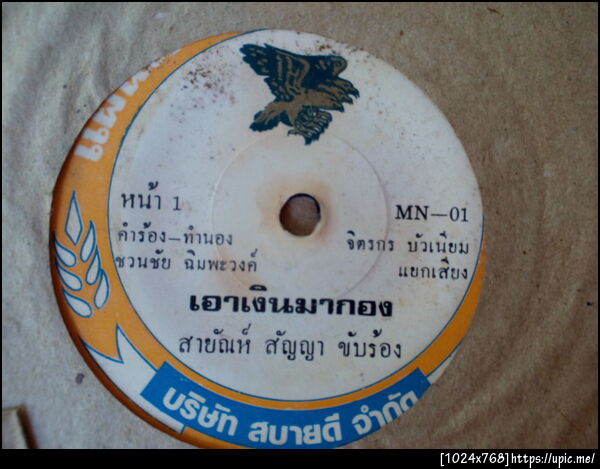 หน้า 1
MN—01
คำร้อง—ทำนอง
จิตรกร บัวเนียม
ชวนชัย ฉิมพะวงค์
แยกเสียง
เอาเงินมากอง
สายัณห์ สัญญา ขับร้อง
บริษัท สบายดี จำกัด
[1024x768]https://upic.me/